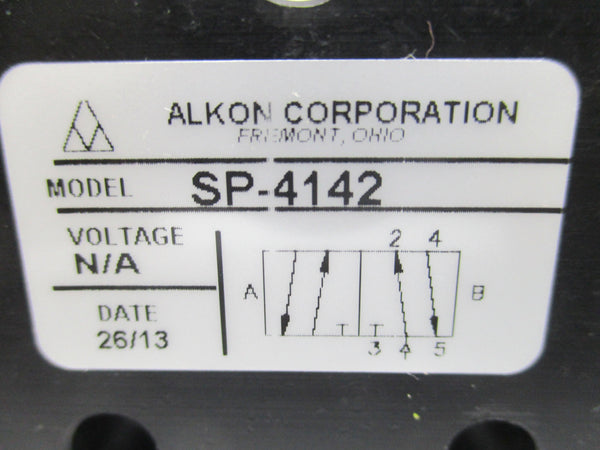 ALKON CORPORATION
FREMONT, OHIO
MODEL SP-4142
VOLTAGE
N/A
DATE
26/13
2 4
A B
3 4 5